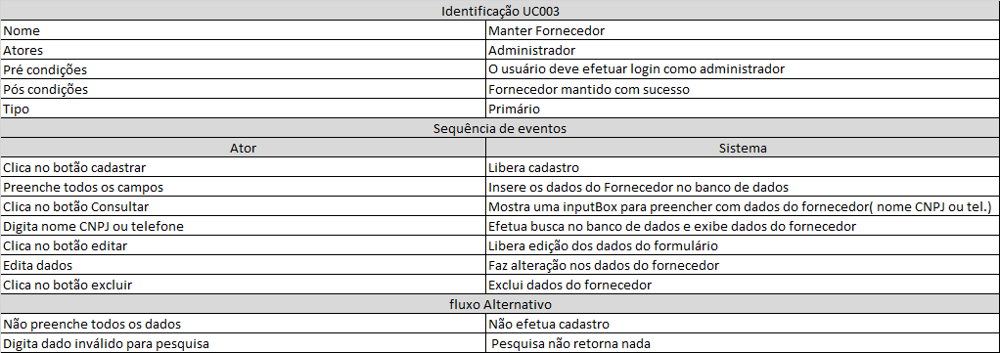 Identificação UC003
Nome Manter Fornecedor
Atores Administrador
Pré condições O usuário deve efetuar login como administrador
Pós condições Fornecedor mantido com sucesso
Tipo Primário
Sequência de eventos
Ator Sistema
Clica no botão cadastrar Libera cadastro
Preenche todos os campos Insere os dados do Fornecedor no banco de dados
Clica no botão Consultar Mostra uma inputBox para preencher com dados do fornecedor( nome CNPJ ou tel.)
Digita nome CNPJ ou telefone Efetua busca no banco de dados e exibe dados do fornecedor
Clica no botão editar Libera edição dos dados do formulário
Edita dados Faz alteração nos dados do fornecedor
Clica no botão excluir Exclui dados do fornecedor
fluxo Alternativo
Não preenche todos os dados Não efetua cadastro
Digita dado inválido para pesquisa Pesquisa não retorna nada